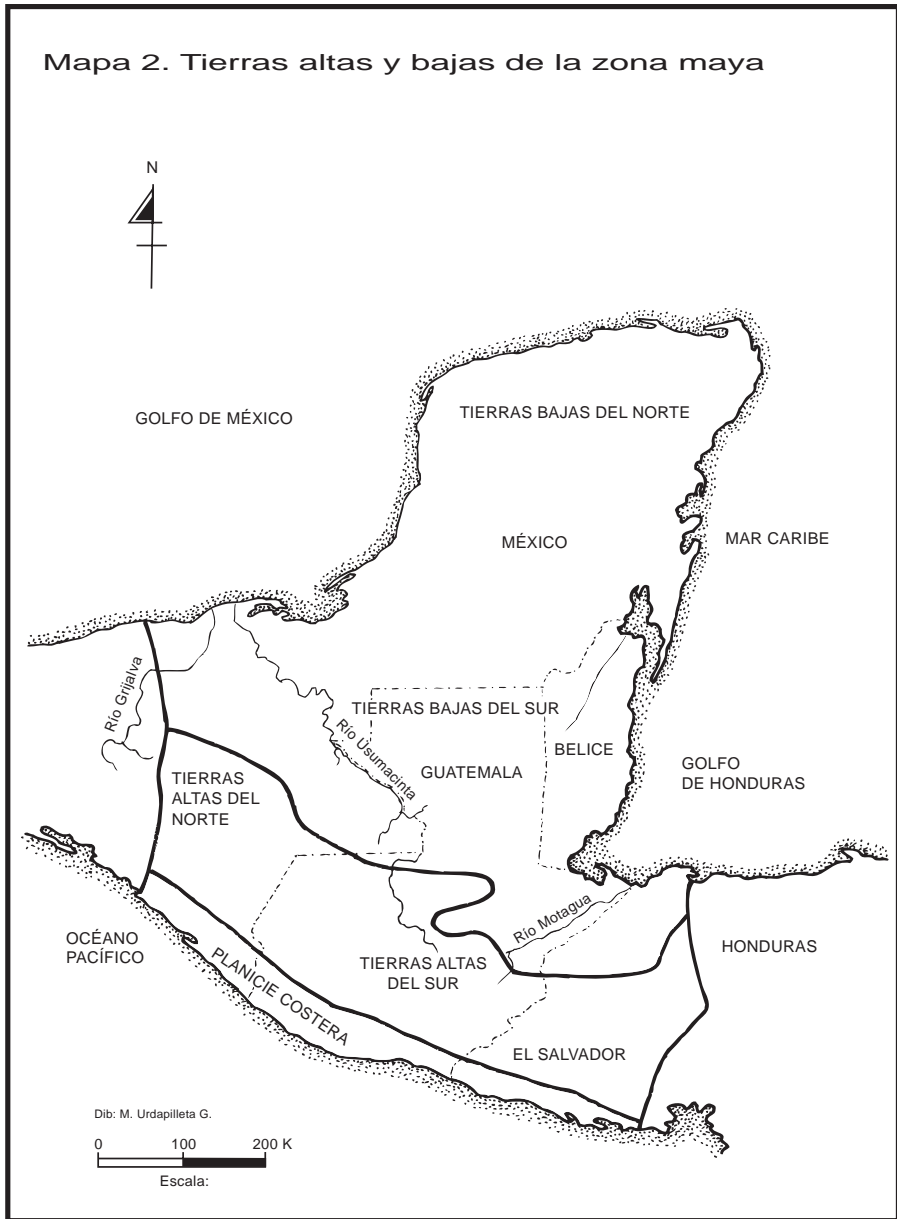 Mapa 2. Tierras altas y bajas de la zona maya
N
GOLFO DE MÉXICO
TIERRAS BAJAS DEL NORTE
MÉXICO
MAR CARIBE
Río Grijalva
TIERRAS BAJAS DEL SUR
Río Usumacinta
BELICE
GUATEMALA
GOLFO
DE HONDURAS
TIERRAS
ALTAS DEL
NORTE
Río Motagua
OCÉANO
PACÍFICO
HONDURAS
TIERRAS ALTAS
DEL SUR
PLANICIE COSTERA
EL SALVADOR
Dib: M. Urdapilleta G.
0 100 200 K
Escala: